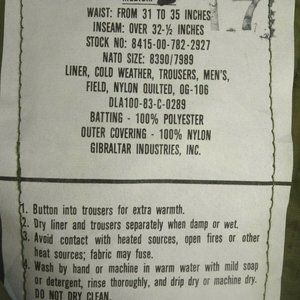 WAIST: FROM 31 TO 35 INCHES
INSEAM: OVER 32-½ INCHES
STOCK NO: 8415-00-782-2927
NATO SIZE: 8390/7989
LINER, COLD WEATHER, TROUSERS, MEN'S,
FIELD, NYLON QUILTED, OG-106
DLA100-83-C-0289
BATTING - 100% POLYESTER
OUTER COVERING - 100% NYLON
GIBRALTAR INDUSTRIES, INC.
1. Button into trousers for extra warmth.
2. Dry liner and trousers separately when damp or wet.
3. Avoid contact with heated sources, open fires or other
heat sources; fabric may fuse.
4. Wash by hand or machine in warm water with mild soap
or detergent, rinse thoroughly, and drip dry or machine dry.
DO NOT DRY CLEAN.